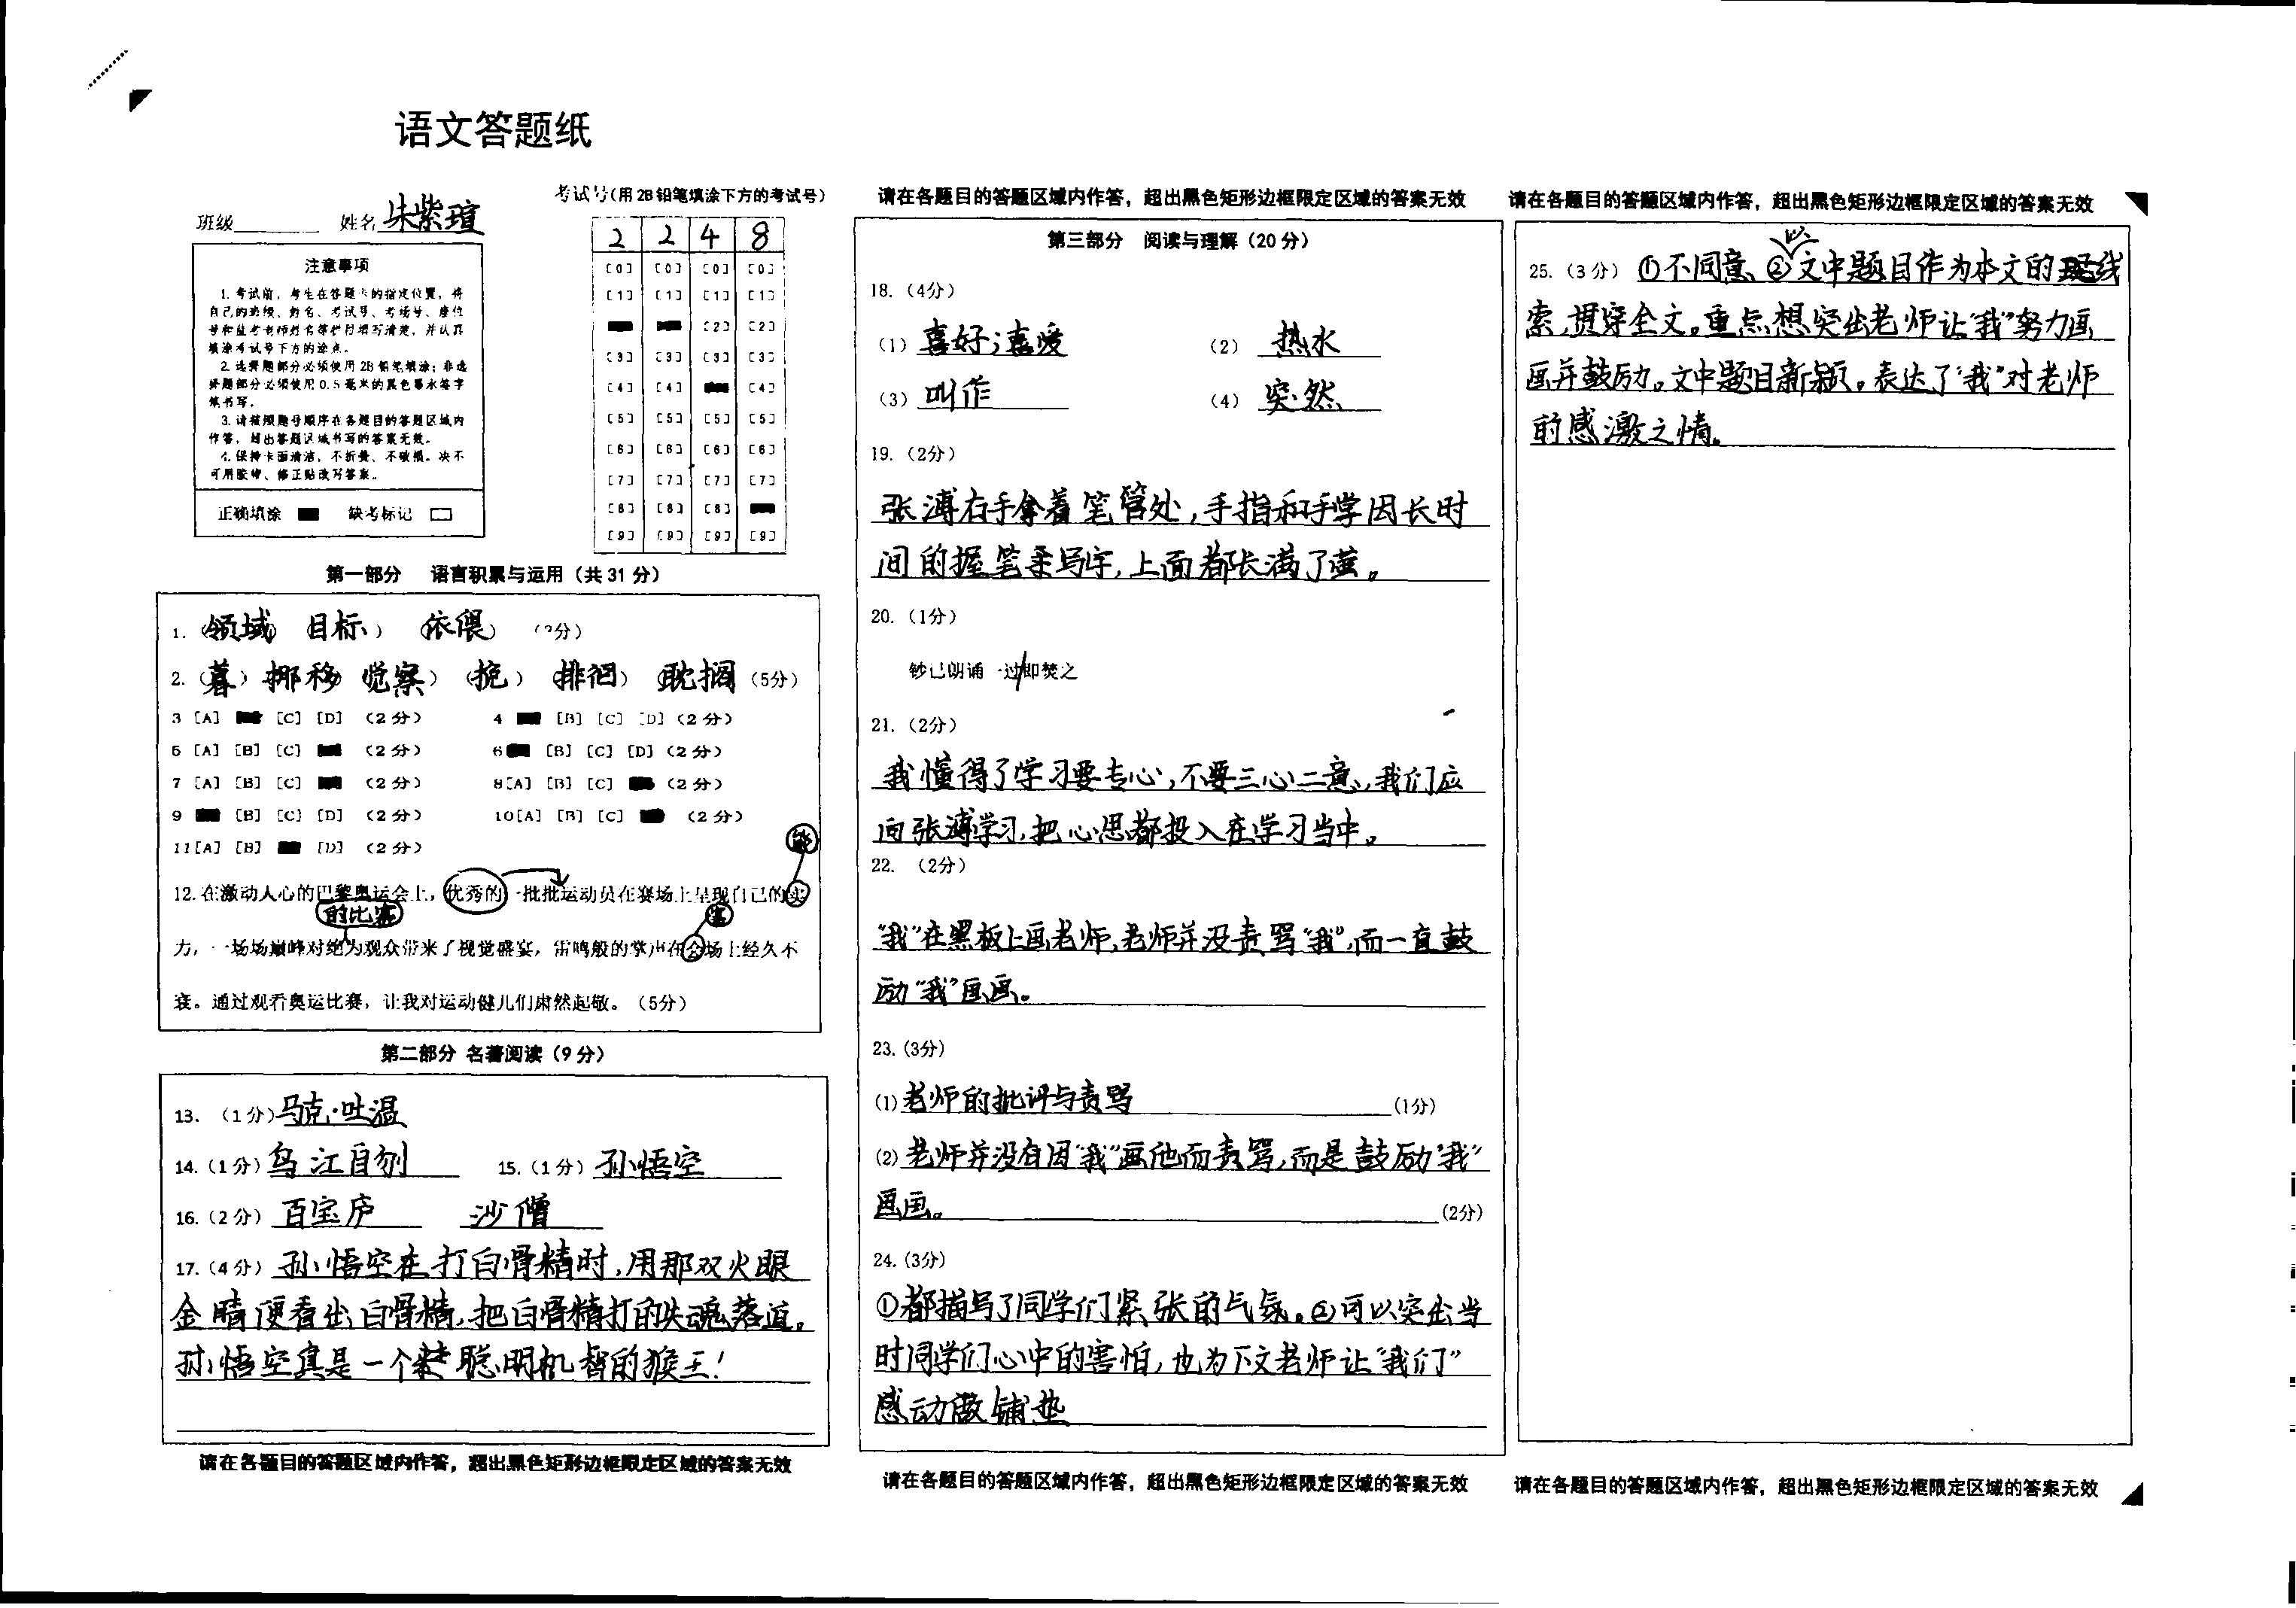 语文答题纸
班级 姓名 朱紫瑄
考试号（用2B铅笔填涂下方的考试号）
2 2 4 8
[0] [0] [0] [0]
[1] [1] [1] [1]
[2] [2]
[3] [3] [3] [3]
[4] [4] [4]
[5] [5] [5] [5]
[6] [6] [6] [6]
[7] [7] [7] [7]
[8] [8] [8]
[9] [9] [9] [9]
注意事项
1. 考试前，考生在答题卡的指定位置，将
自己的班级、姓名、考试号、考场号、座位
号和监考老师姓名等栏目填写清楚，并认真
填涂考试号下方的涂点。
2. 选择题部分必须使用2B铅笔填涂；非选
择题部分必须使用0.5毫米的黑色墨水签字
笔书写。
3. 请按照题号顺序在各题目的答题区域内
作答，超出答题区域书写的答案无效。
4. 保持卡面清洁，不折叠、不破损。决不
可用胶带、修正贴改写答案。
正确填涂 缺考标记
第一部分 语言积累与运用（共31分）
1.（领域）（目标）（依偎）
2.（暮）（挪移）（觉察）（掩）（徘徊）（耽搁）（5分）
3 [A] [C] [D] （2分） 4 [B] [C] [D]（2分）
5 [A] [B] [C] （2分） 6 [B] [C] [D]（2分）
7 [A] [B] [C] （2分） 8[A] [B] [C] （2分）
9 [B] [C] [D] （2分） 10[A] [B] [C] （2分）
11[A] [B] [D] （2分）
12. 在激动人心的巴黎奥运会上，优秀的一批批运动员在赛场上呈现自己的实
的比赛
力，一场场巅峰对绝为观众带来了视觉盛宴，雷鸣般的掌声在会场上经久不
衰。通过观看奥运比赛，让我对运动健儿们肃然起敬。（5分）
第二部分 名著阅读（9分）
13. （1分）马克·吐温
14.（1分）乌江自刎 15.（1分）孙悟空
16.（2分）百宝庐 沙僧
17.（4分）孙悟空在打白骨精时，用那双火眼
金睛便看出白骨精，把白骨精打的失魂落魄。
孙悟空真是一个聪明机智的猴王！
请在各题目的答题区域内作答，超出黑色矩形边框限定区域的答案无效
请在各题目的答题区域内作答，超出黑色矩形边框限定区域的答案无效
第三部分 阅读与理解（20分）
18.（4分）
（1）喜好；喜爱 （2）热水
（3）叫作 （4）突然
19.（2分）
张溥右手拿着笔管处，手指和手掌因长时
间的握笔来写字，上面都长满了茧。
20.（1分）
钞已朗诵一过/即焚之
21.（2分）
我懂得了学习要专心，不要三心二意，我们应
向张溥学习，把心思都投入在学习当中。
22. （2分）
“我”在黑板上画老师，老师并没责骂“我”，而一直鼓
励“我”画画。
23.（3分）
(1)老师的批评与责骂 (1分)
(2)老师并没有因“我”画他而责骂，而是鼓励“我”
画画。 (2分)
24.（3分）
①都描写了同学们紧张的气氛。②可以突出当
时同学们心中的害怕，也为下文老师让“我们”
感动做铺垫
请在各题目的答题区域内作答，超出黑色矩形边框限定区域的答案无效
请在各题目的答题区域内作答，超出黑色矩形边框限定区域的答案无效
25.（3分）①不同意、②文中题目作为本文的线
索，贯穿全文。重点想突出老师让“我”努力画
画并鼓励。文中题目新颖。表达了“我”对老师
的感激之情。
请在各题目的答题区域内作答，超出黑色矩形边框限定区域的答案无效